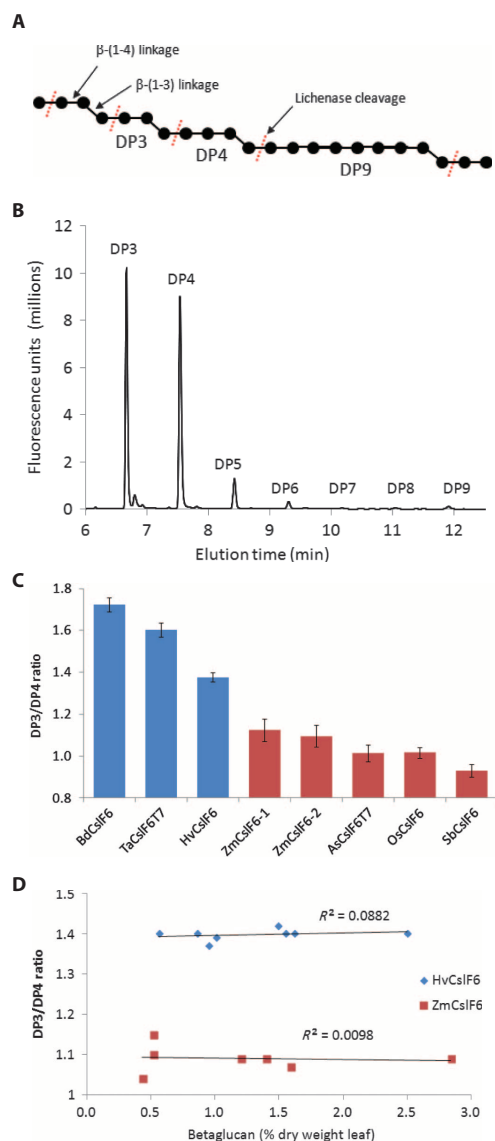 A
β-(1-4) linkage
β-(1-3) linkage
Lichenase cleavage
DP3
DP4
DP9
B
Fluorescence units (millions)
12
10
8
6
4
2
0
DP3
DP4
DP5
DP6
DP7
DP8
DP9
6
7
8
9
10
11
12
Elution time (min)
C
DP3/DP4 ratio
1.8
1.6
1.4
1.2
1.0
0.8
BdCslF6
TaCslF6T7
HvCslF6
ZmCslF6-1
ZmCslF6-2
AsCslF6T7
OsCslF6
SbCslF6
D
DP3/DP4 ratio
1.5
1.4
1.3
1.2
1.1
1
R² = 0.0882
HvCslF6
ZmCslF6
R² = 0.0098
0.0
0.5
1.0
1.5
2.0
2.5
3.0
Betaglucan (% dry weight leaf)